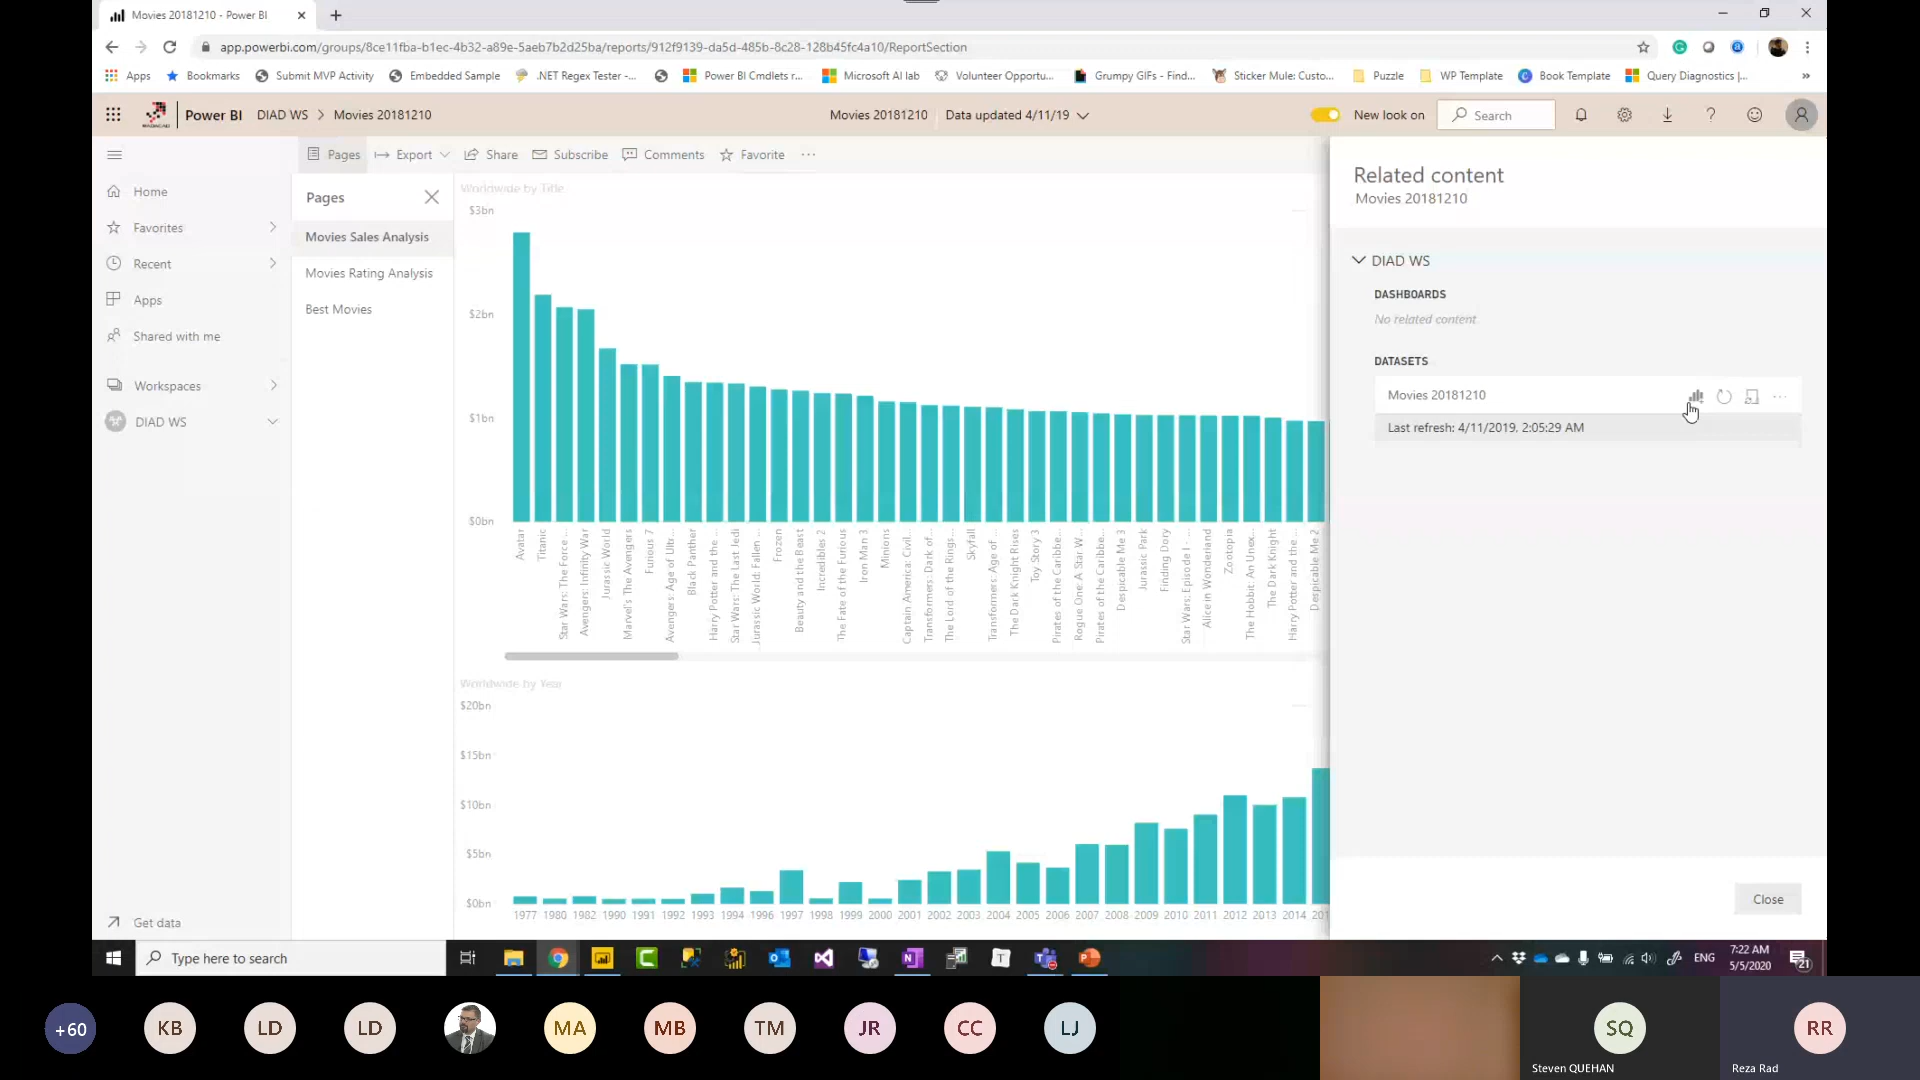 Movies 20181210 - Power BI
app.powerbi.com/groups/8ce11fba-b1ec-4b32-a89e-5aeb7b2d25ba/reports/912f9139-da5d-485b-8c28-128b45fc4a10/ReportSection
Apps Bookmarks Submit MVP Activity Embedded Sample .NET Regex Tester -... Power BI Cmdlets r... Microsoft AI lab Volunteer Opportu... Grumpy GIFs - Find... Sticker Mule: Custo... Puzzle WP Template Book Template Query Diagnostics |...
Power BI DIAD WS > Movies 20181210 Movies 20181210 Data updated 4/11/19 New look on Search
Pages Export Share Subscribe Comments Favorite ...
Home
Favorites
Recent
Apps
Shared with me
Workspaces
DIAD WS
Get data
Pages
Movies Sales Analysis
Movies Rating Analysis
Best Movies
Worldwide by Title
$3bn
$2bn
$1bn
$0bn
Avatar
Titanic
Star Wars: The Force ...
Avengers: Infinity War
Jurassic World
Marvel's The Avengers
Furious 7
Avengers: Age of Ultr...
Black Panther
Harry Potter and the ...
Star Wars: The Last Jedi
Jurassic World: Fallen ...
Frozen
Beauty and the Beast
Incredibles 2
The Fate of the Furious
Iron Man 3
Minions
Captain America: Civil...
Transformers: Dark of...
The Lord of the Rings...
Skyfall
Transformers: Age of ...
The Dark Knight Rises
Toy Story 3
Pirates of the Caribbe...
Rogue One: A Star W...
Pirates of the Caribbe...
Despicable Me 3
Jurassic Park
Finding Dory
Star Wars: Episode I - ...
Alice in Wonderland
Zootopia
The Hobbit: An Unex...
The Dark Knight
Harry Potter and the ...
Despicable Me 2
Worldwide by Year
$20bn
$15bn
$10bn
$5bn
$0bn
1977 1980 1982 1990 1991 1992 1993 1994 1996 1997 1998 1999 2000 2001 2002 2003 2004 2005 2006 2007 2008 2009 2010 2011 2012 2013 2014 201
Related content
Movies 20181210
DIAD WS
DASHBOARDS
No related content
DATASETS
Movies 20181210
Last refresh: 4/11/2019, 2:05:29 AM
Close
Type here to search
ENG
7:22 AM
5/5/2020
21
+60 KB LD LD MA MB TM JR CC LJ SQ RR
Steven QUEHAN
Reza Rad